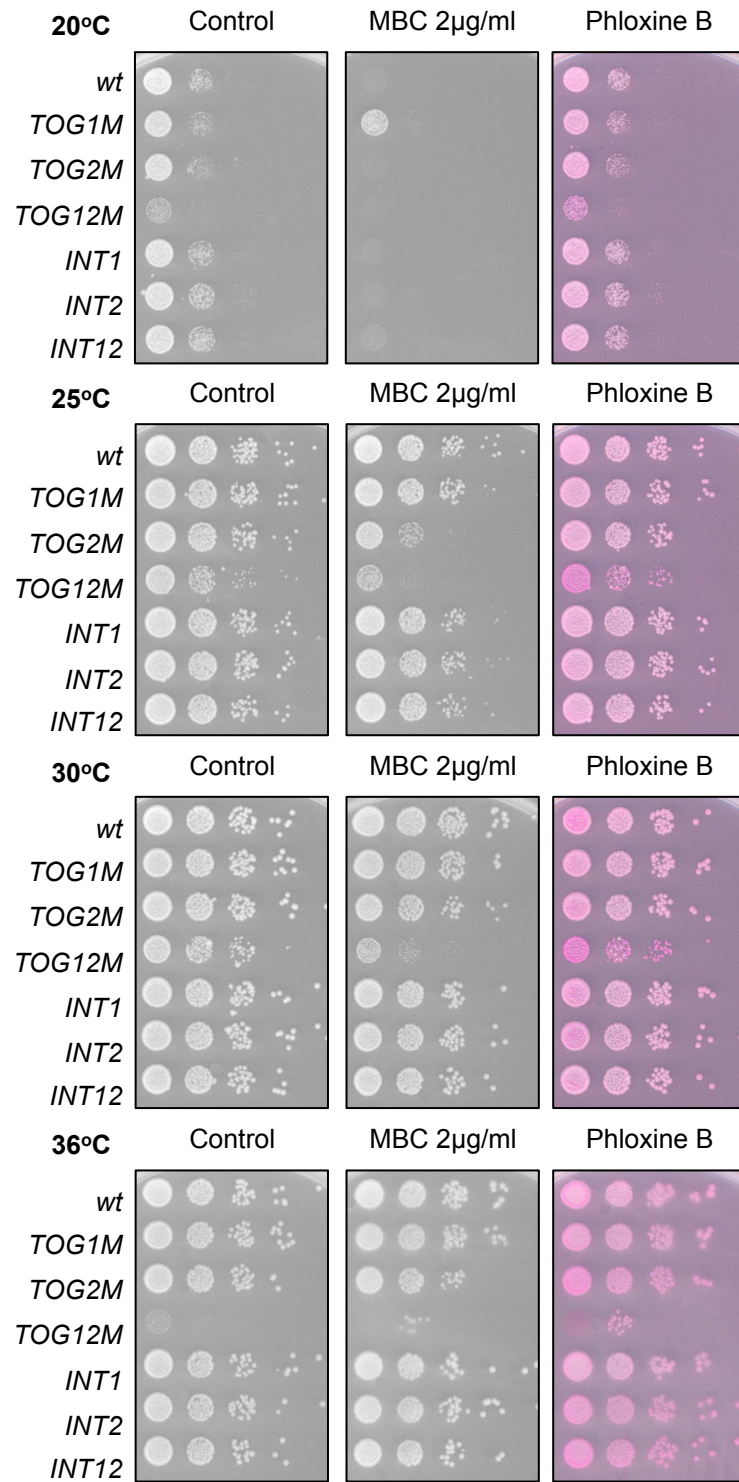 20°C Control MBC 2µg/ml Phloxine B
wt
TOG1M
TOG2M
TOG12M
INT1
INT2
INT12
25°C Control MBC 2µg/ml Phloxine B
wt
TOG1M
TOG2M
TOG12M
INT1
INT2
INT12
30°C Control MBC 2µg/ml Phloxine B
wt
TOG1M
TOG2M
TOG12M
INT1
INT2
INT12
36°C Control MBC 2µg/ml Phloxine B
wt
TOG1M
TOG2M
TOG12M
INT1
INT2
INT12